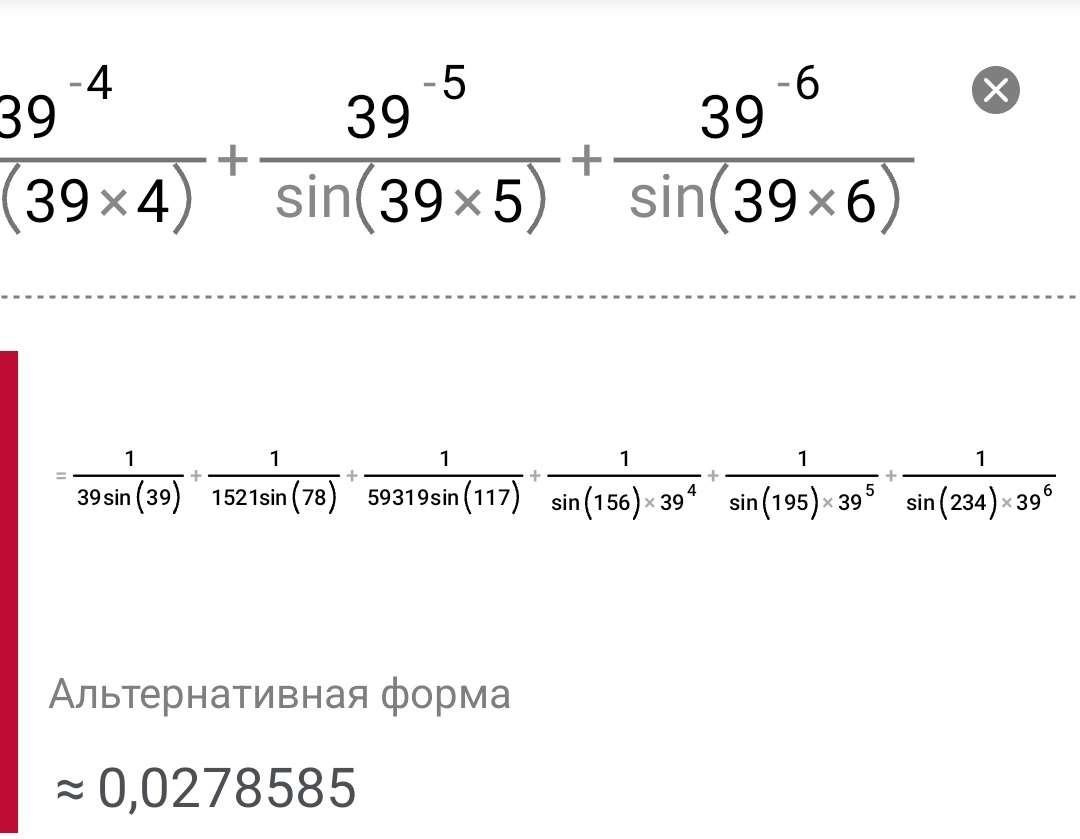 39^-4/(39×4) + 39^-5/sin(39×5) + 39^-6/sin(39×6)
= 1/39sin(39) + 1/1521sin(78) + 1/59319sin(117) + 1/sin(156)×39^4 + 1/sin(195)×39^5 + 1/sin(234)×39^6
Альтернативная форма
≈ 0,0278585